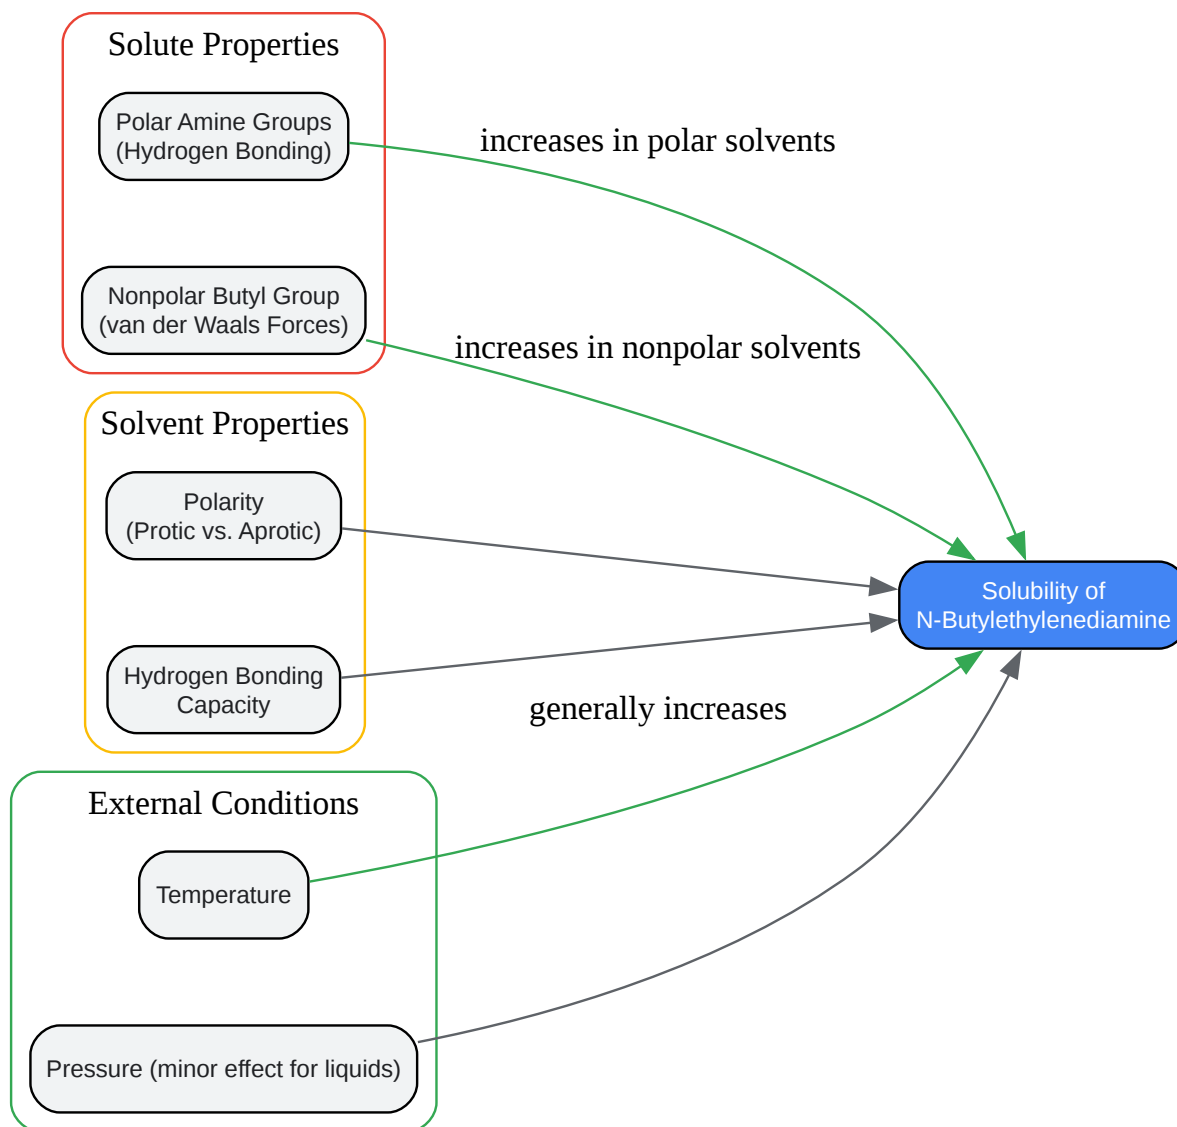 Solute Properties
Polar Amine Groups
(Hydrogen Bonding)
increases in polar solvents
Nonpolar Butyl Group
(van der Waals Forces)
increases in nonpolar solvents
Solvent Properties
Polarity
(Protic vs. Aprotic)
Hydrogen Bonding
Capacity
Solubility of
N-Butylethylenediamine
generally increases
External Conditions
Temperature
Pressure (minor effect for liquids)